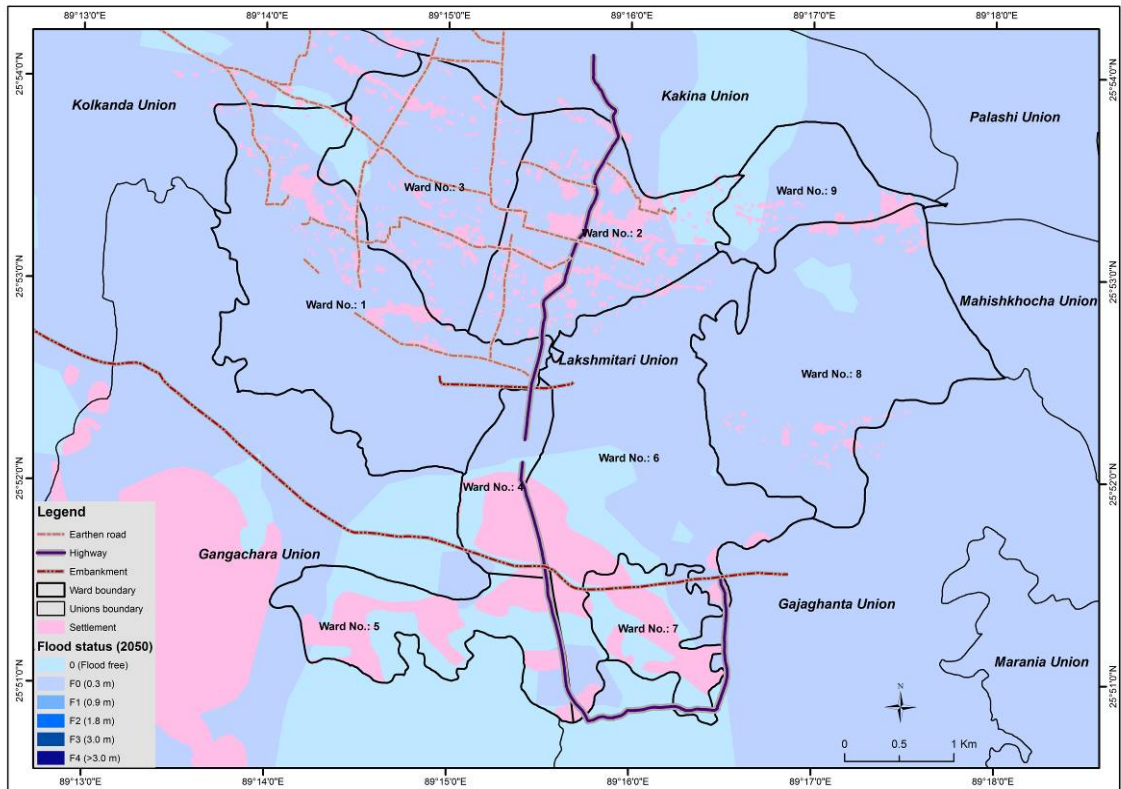 89°13'0"E 89°14'0"E 89°15'0"E 89°16'0"E 89°17'0"E 89°18'0"E
25°54'0"N
25°54'0"N
Kolkanda Union
Kakina Union
Palashi Union
Ward No.: 3
Ward No.: 9
Ward No.: 2
25°53'0"N
25°53'0"N
Ward No.: 1
Mahishkhocha Union
Lakshmitari Union
Ward No.: 8
25°52'0"N
25°52'0"N
Ward No.: 6
Ward No.: 4
Gangachara Union
Gajaghanta Union
Ward No.: 5
Ward No.: 7
Marania Union
25°51'0"N
25°51'0"N
Legend
Earthen road
Highway
Embankment
Ward boundary
Unions boundary
Settlement
Flood status (2050)
0 (Flood free)
F0 (0.3 m)
F1 (0.9 m)
F2 (1.8 m)
F3 (3.0 m)
F4 (>3.0 m)
N
0 0.5 1 Km
89°13'0"E 89°14'0"E 89°15'0"E 89°16'0"E 89°17'0"E 89°18'0"E